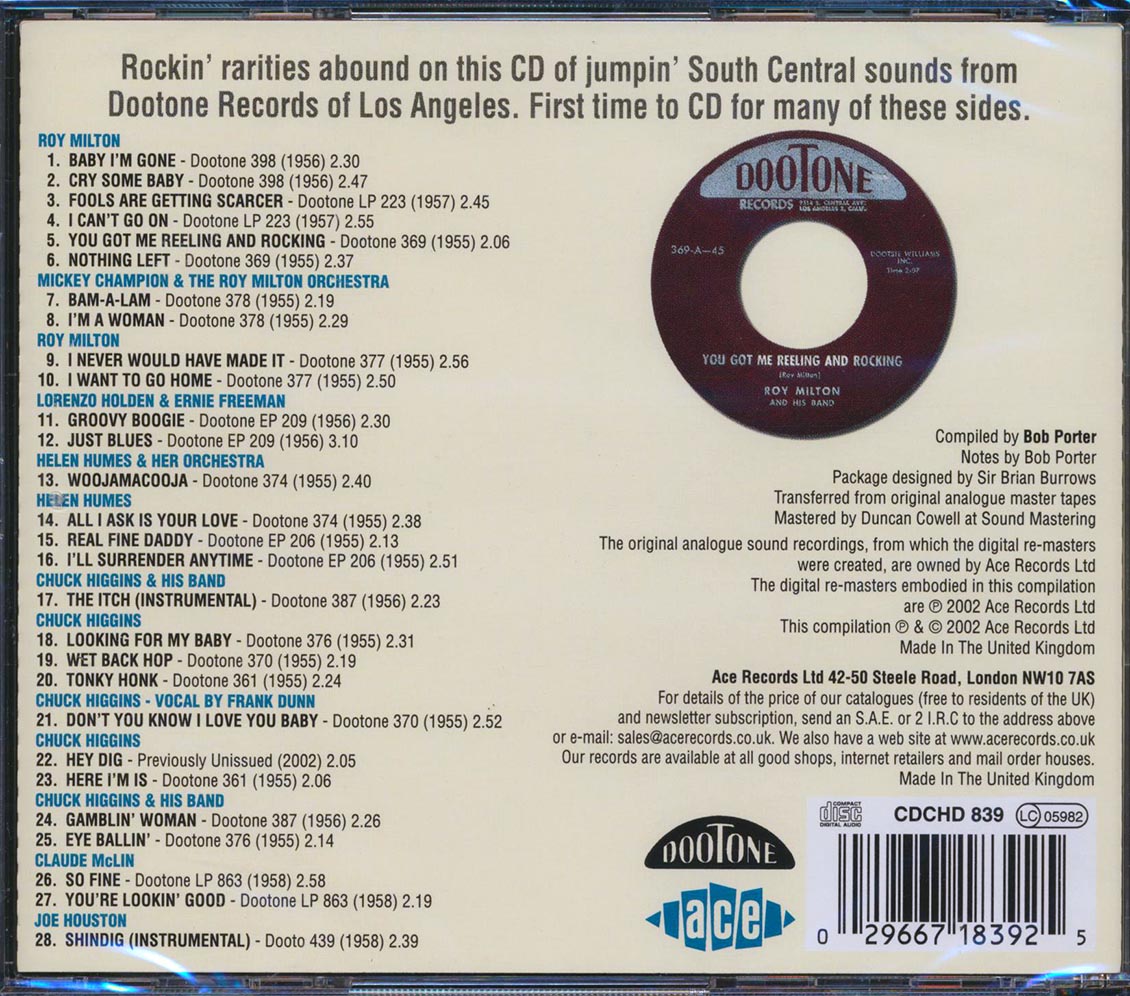 Rockin' rarities abound on this CD of jumpin' South Central sounds from
Dootone Records of Los Angeles. First time to CD for many of these sides.
ROY MILTON
1. BABY I'M GONE - Dootone 398 (1956) 2.30
2. CRY SOME BABY - Dootone 398 (1956) 2.47
3. FOOLS ARE GETTING SCARCER - Dootone LP 223 (1957) 2.45
4. I CAN'T GO ON - Dootone LP 223 (1957) 2.55
5. YOU GOT ME REELING AND ROCKING - Dootone 369 (1955) 2.06
6. NOTHING LEFT - Dootone 369 (1955) 2.37
MICKEY CHAMPION & THE ROY MILTON ORCHESTRA
7. BAM-A-LAM - Dootone 378 (1955) 2.19
8. I'M A WOMAN - Dootone 378 (1955) 2.29
ROY MILTON
9. I NEVER WOULD HAVE MADE IT - Dootone 377 (1955) 2.56
10. I WANT TO GO HOME - Dootone 377 (1955) 2.50
LORENZO HOLDEN & ERNIE FREEMAN
11. GROOVY BOOGIE - Dootone EP 209 (1956) 2.30
12. JUST BLUES - Dootone EP 209 (1956) 3.10
HELEN HUMES & HER ORCHESTRA
13. WOOJAMACOOJA - Dootone 374 (1955) 2.40
HELEN HUMES
14. ALL I ASK IS YOUR LOVE - Dootone 374 (1955) 2.38
15. REAL FINE DADDY - Dootone EP 206 (1955) 2.13
16. I'LL SURRENDER ANYTIME - Dootone EP 206 (1955) 2.51
CHUCK HIGGINS & HIS BAND
17. THE ITCH (INSTRUMENTAL) - Dootone 387 (1956) 2.23
CHUCK HIGGINS
18. LOOKING FOR MY BABY - Dootone 376 (1955) 2.31
19. WET BACK HOP - Dootone 370 (1955) 2.19
20. TONKY HONK - Dootone 361 (1955) 2.24
CHUCK HIGGINS - VOCAL BY FRANK DUNN
21. DON'T YOU KNOW I LOVE YOU BABY - Dootone 370 (1955) 2.52
CHUCK HIGGINS
22. HEY DIG - Previously Unissued (2002) 2.05
23. HERE I'M IS - Dootone 361 (1955) 2.06
CHUCK HIGGINS & HIS BAND
24. GAMBLIN' WOMAN - Dootone 387 (1956) 2.26
25. EYE BALLIN' - Dootone 376 (1955) 2.14
CLAUDE McLIN
26. SO FINE - Dootone LP 863 (1958) 2.58
27. YOU'RE LOOKIN' GOOD - Dootone LP 863 (1958) 2.19
JOE HOUSTON
28. SHINDIG (INSTRUMENTAL) - Dooto 439 (1958) 2.39
DOOTONE
RECORDS 9514 S. CENTRAL AVE.
LOS ANGELES 2, CALIF.
369-A-45
DOOTSIE WILLIAMS
INC.
Time 2:07
YOU GOT ME REELING AND ROCKING
(Roy Milton)
ROY MILTON
AND HIS BAND
Compiled by Bob Porter
Notes by Bob Porter
Package designed by Sir Brian Burrows
Transferred from original analogue master tapes
Mastered by Duncan Cowell at Sound Mastering
The original analogue sound recordings, from which the digital re-masters
were created, are owned by Ace Records Ltd
The digital re-masters embodied in this compilation
are ℗ 2002 Ace Records Ltd
This compilation ℗ & © 2002 Ace Records Ltd
Made In The United Kingdom
Ace Records Ltd 42-50 Steele Road, London NW10 7AS
For details of the price of our catalogues (free to residents of the UK)
and newsletter subscription, send an S.A.E. or 2 I.R.C to the address above
or e-mail: sales@acerecords.co.uk. We also have a web site at www.acerecords.co.uk
Our records are available at all good shops, internet retailers and mail order houses.
Made In The United Kingdom
DOOTONE
ace
COMPACT
disc
DIGITAL AUDIO
CDCHD 839
LC 05982
0 29667 18392 5